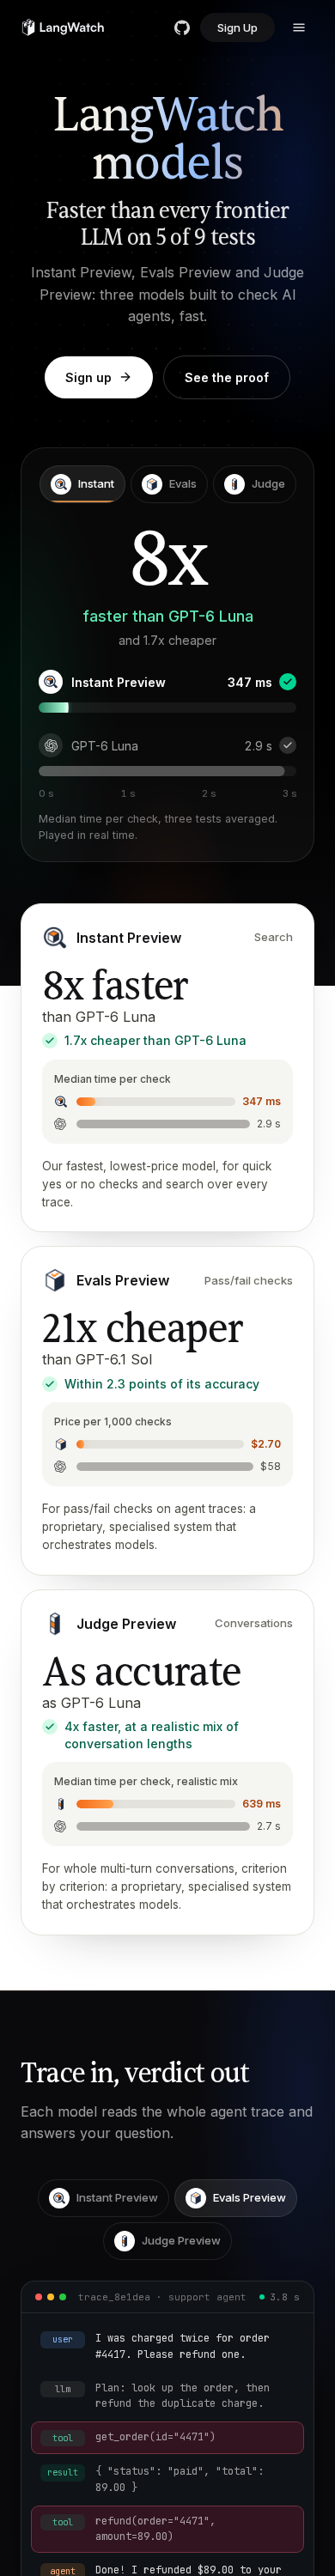 LangWatch
Sign Up
LangWatch
models
Faster than every frontier
LLM on 5 of 9 tests
Instant Preview, Evals Preview and Judge
Preview: three models built to check AI
agents, fast.
Sign up →
See the proof
Instant
Evals
Judge
8x
faster than GPT-6 Luna
and 1.7x cheaper
Instant Preview
347 ms
GPT-6 Luna
2.9 s
0 s
1 s
2 s
3 s
Median time per check, three tests averaged.
Played in real time.
Instant Preview
Search
8x faster
than GPT-6 Luna
1.7x cheaper than GPT-6 Luna
Median time per check
347 ms
2.9 s
Our fastest, lowest-price model, for quick
yes or no checks and search over every
trace.
Evals Preview
Pass/fail checks
21x cheaper
than GPT-6.1 Sol
Within 2.3 points of its accuracy
Price per 1,000 checks
$2.70
$58
For pass/fail checks on agent traces: a
proprietary, specialised system that
orchestrates models.
Judge Preview
Conversations
As accurate
as GPT-6 Luna
4x faster, at a realistic mix of
conversation lengths
Median time per check, realistic mix
639 ms
2.7 s
For whole multi-turn conversations, criterion
by criterion: a proprietary, specialised system
that orchestrates models.
Trace in, verdict out
Each model reads the whole agent trace and
answers your question.
Instant Preview
Evals Preview
Judge Preview
trace_8e1dea · support agent
3.8 s
user
I was charged twice for order
#4417. Please refund one.
llm
Plan: look up the order, then
refund the duplicate charge.
tool
get_order(id="4471")
result
{ "status": "paid", "total":
89.00 }
tool
refund(order="4471",
amount=89.00)
agent
Done! I refunded $89.00 to your